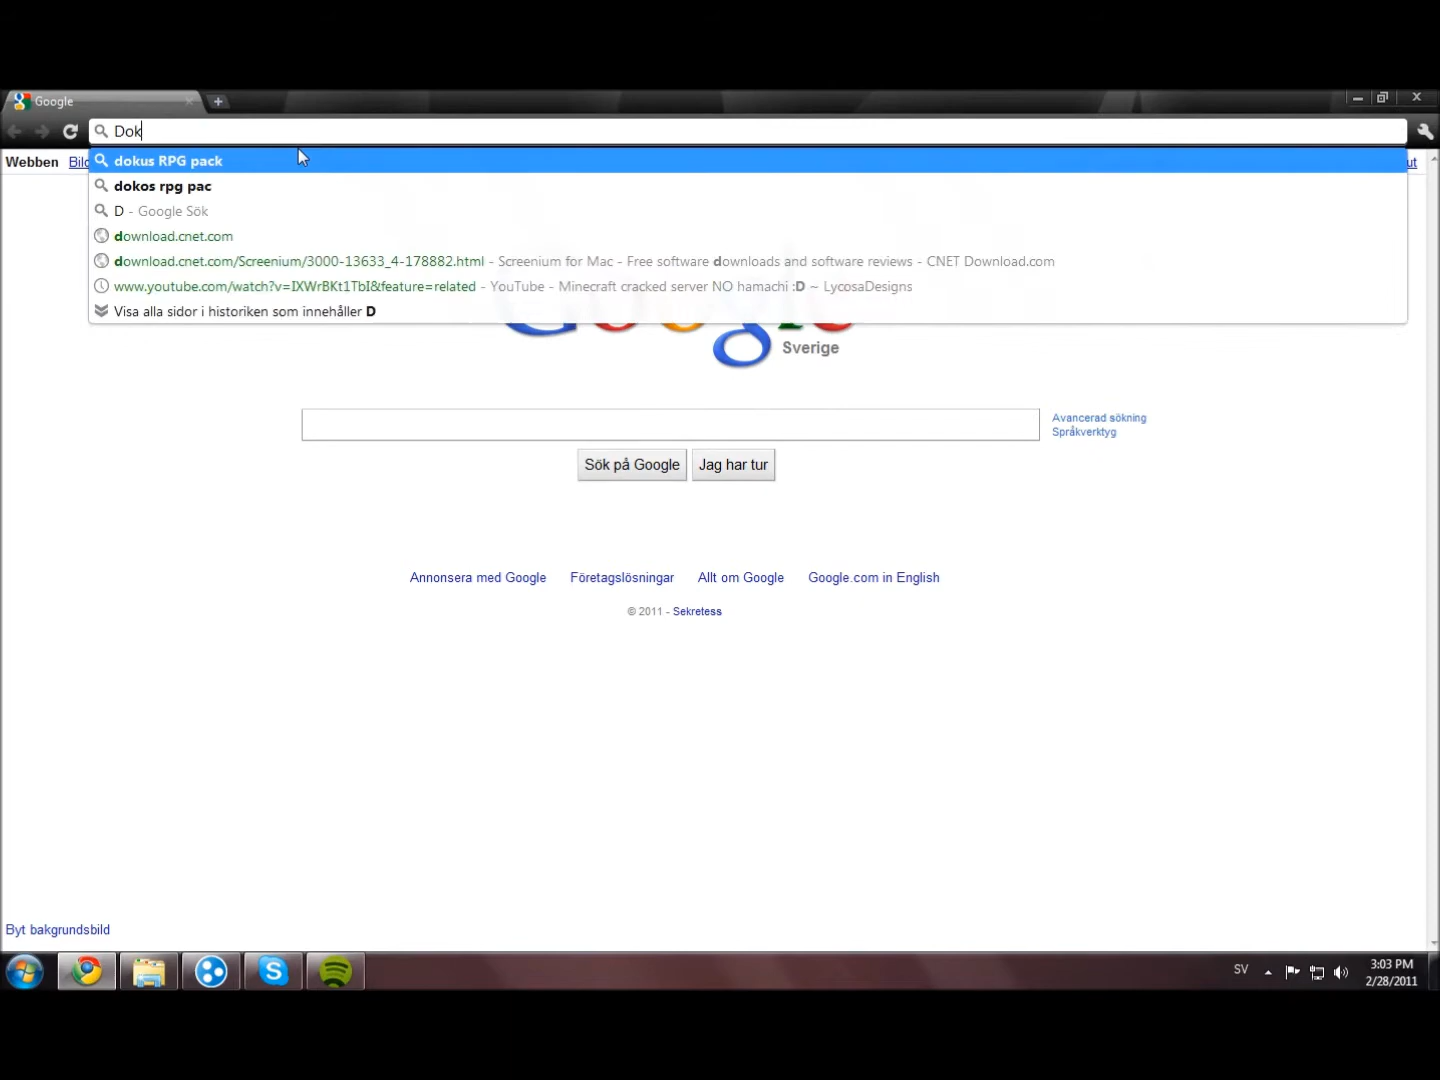 Google
Dok
Webben Bild ut
dokus RPG pack
dokos rpg pac
D - Google Sök
download.cnet.com
download.cnet.com/Screenium/3000-13633_4-178882.html - Screenium for Mac - Free software downloads and software reviews - CNET Download.com
www.youtube.com/watch?v=IXWrBKt1TbI&feature=related - YouTube - Minecraft cracked server NO hamachi :D ~ LycosaDesigns
Visa alla sidor i historiken som innehåller D
Sverige
Avancerad sökning
Språkverktyg
Sök på Google Jag har tur
Annonsera med Google Företagslösningar Allt om Google Google.com in English
© 2011 - Sekretess
Byt bakgrundsbild
SV 3:03 PM
2/28/2011